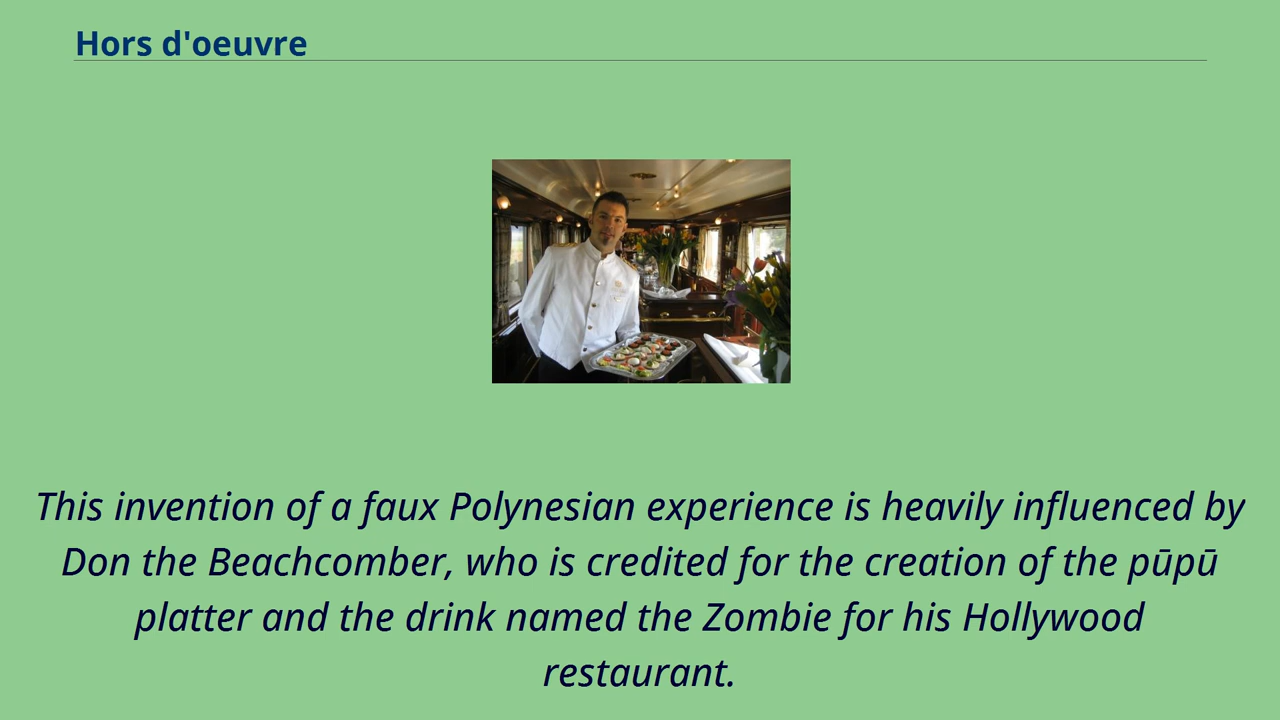 Hors d'oeuvre
This invention of a faux Polynesian experience is heavily influenced by
Don the Beachcomber, who is credited for the creation of the pūpū
platter and the drink named the Zombie for his Hollywood
restaurant.